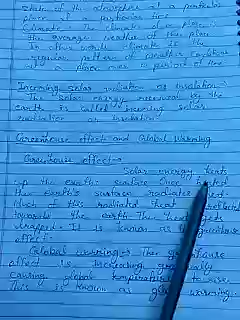 state of the atmosphere at a particular
place at a particular time
Climate - The climate of a place is
the average weather of that place
In other words climate is the
regular pattern of weather conditions
of a place over a period of time
Incoming solar radiation or insolation -
The solar energy received by the
earth is called incoming solar
radiation or insolation.
Greenhouse effect and Global Warming -
Greenhouse effect -
Solar energy heats
up the earth's surface Once heated
the earth's surface radiates
Much of this radiated heat reflected
towards the earth Then heat gets
trapped. It is known as greenhouse
effect -
Global warming - The greenhouse
effect is increasing gradually
causing global temperatures to rise
This is known as global warming.